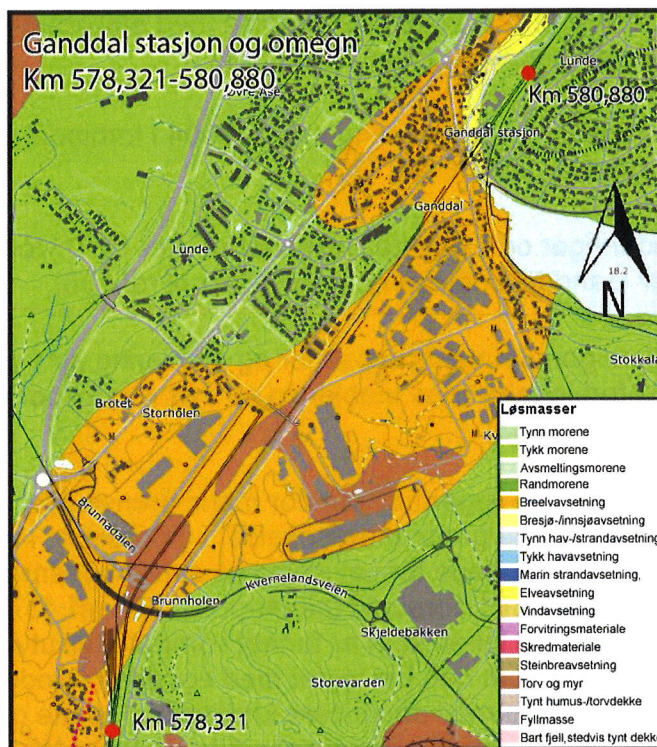 Ganddal stasjon og omegn
Km 578,321-580,880
Øvre Ase
Lunde
Km 580,880
Ganddal stasjon
Ganddal
18.2
N
Lunde
Stokkala
Brotet
Storhølen
Brunnadalen
Brunnholen
Kvernelandsveien
Skjeldebakken
Storevarden
Km 578,321
Løsmasser
Tynn morene
Tykk morene
Avsmeltingsmorene
Randmorene
Breelvavsetning
Bresjø-/innsjøavsetning
Tynn hav-/strandavsetning
Tykk havavsetning
Marin strandavsetning,
Elveavsetning
Vindavsetning
Forvitringsmateriale
Skredmateriale
Steinbreavsetning
Torv og myr
Tynt humus-/torvdekke
Fyllmasse
Bart fjell,stedvis tynt dekke